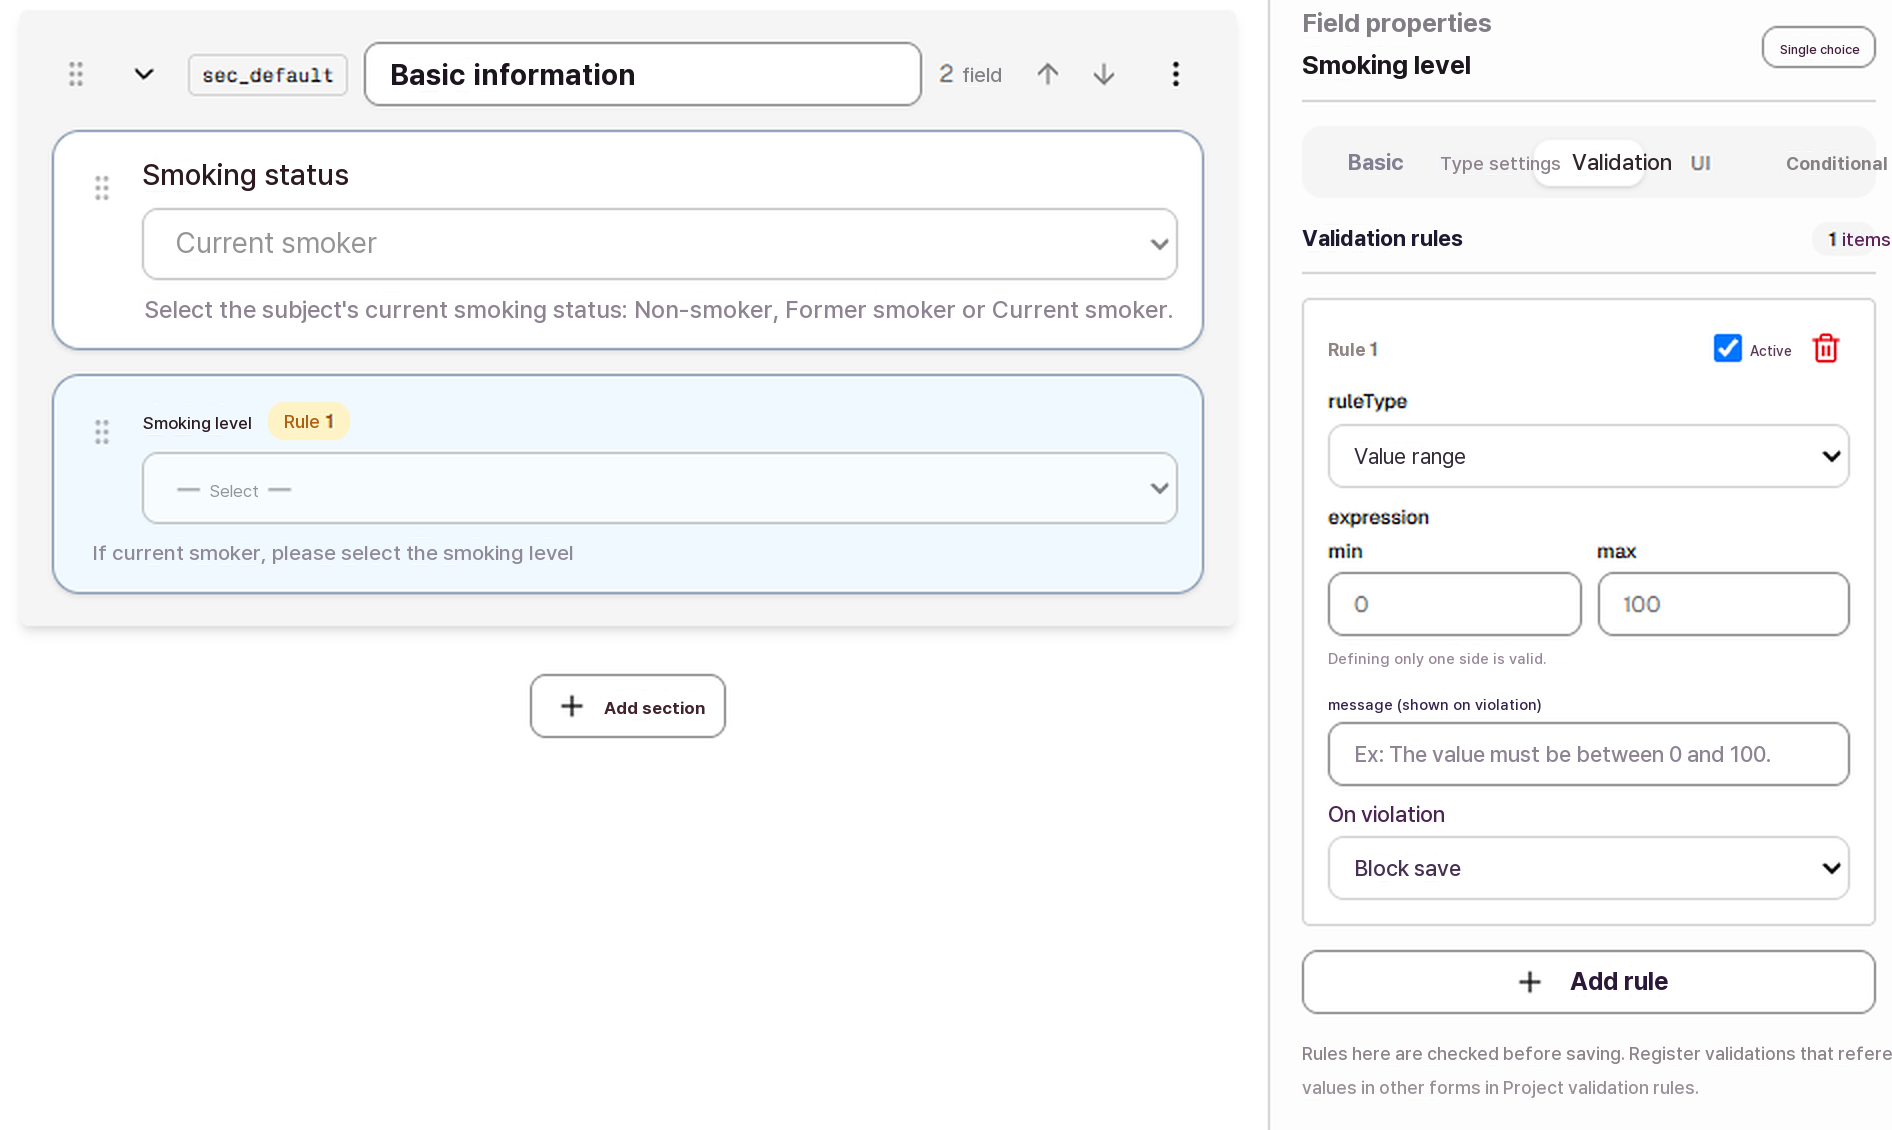 sec_default
Basic information
2 field
Smoking status
Current smoker
Select the subject's current smoking status: Non-smoker, Former smoker or Current smoker.
Smoking level
Rule 1
— Select —
If current smoker, please select the smoking level
Add section
Field properties
Smoking level
Single choice
Basic
Type settings
Validation
UI
Conditional
Validation rules
1 items
Rule 1
Active
ruleType
Value range
expression
min
max
0
100
Defining only one side is valid.
message (shown on violation)
Ex: The value must be between 0 and 100.
On violation
Block save
Add rule
Rules here are checked before saving. Register validations that refere
values in other forms in Project validation rules.